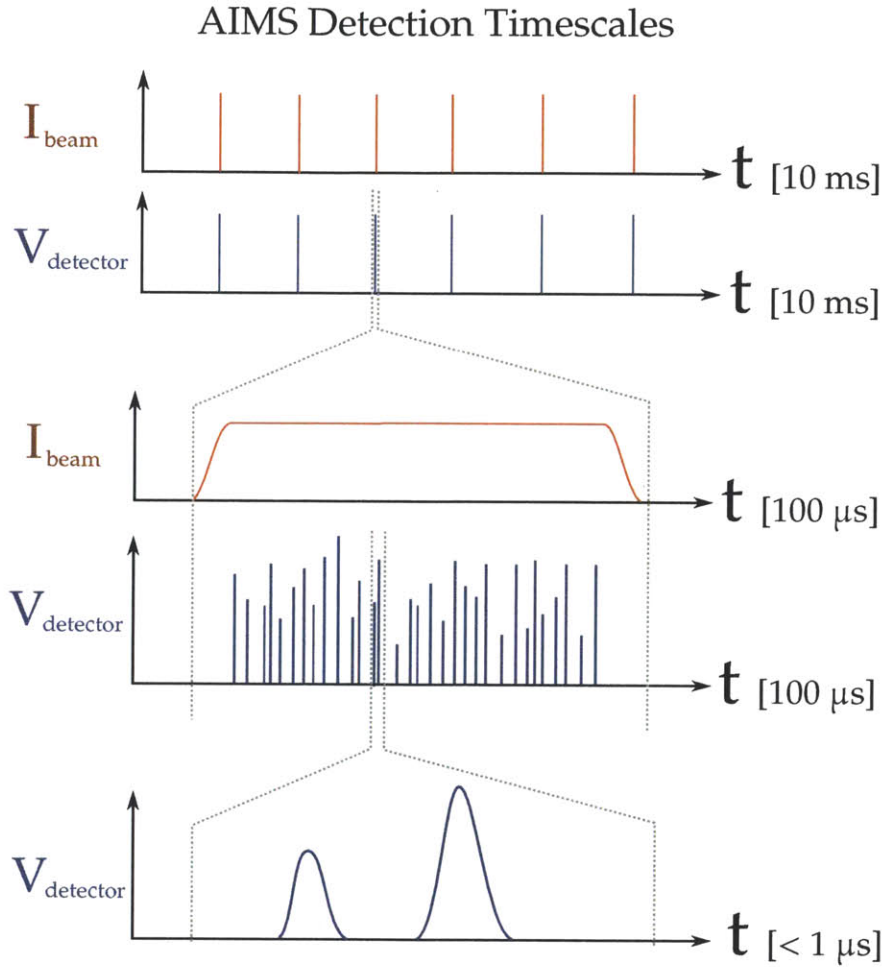 AIMS Detection Timescales
I beam
t [10 ms]
V detector
t [10 ms]
I beam
t [100 μs]
V detector
t [100 μs]
V detector
t [< 1 μs]